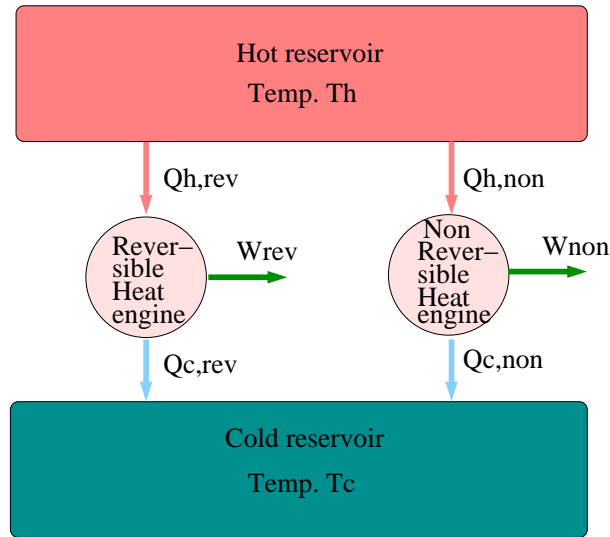 Hot reservoir
Temp. Th
Qh,rev
Qh,non
Rever–
sible
Heat
engine
Wrev
Non
Rever–
sible
Heat
engine
Wnon
Qc,rev
Qc,non
Cold reservoir
Temp. Tc